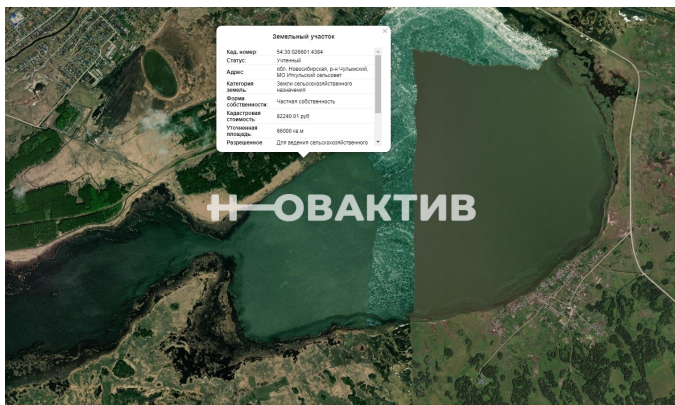 Земельный участок
Кад. номер: 54:30:026601:4384
Статус: Учтенный
Адрес обл. Новосибирская, р-н Чулымский,
МО Иткульский сельсовет
Категория Земли сельскохозяйственного
земель: назначения
Форма
собственности: Частная собственность
Кадастровая
стоимость: 82240.01 руб
Уточненная
площадь: 66000 кв.м
Разрешенное Для ведения сельскохозяйственного
НОВАКТИВ